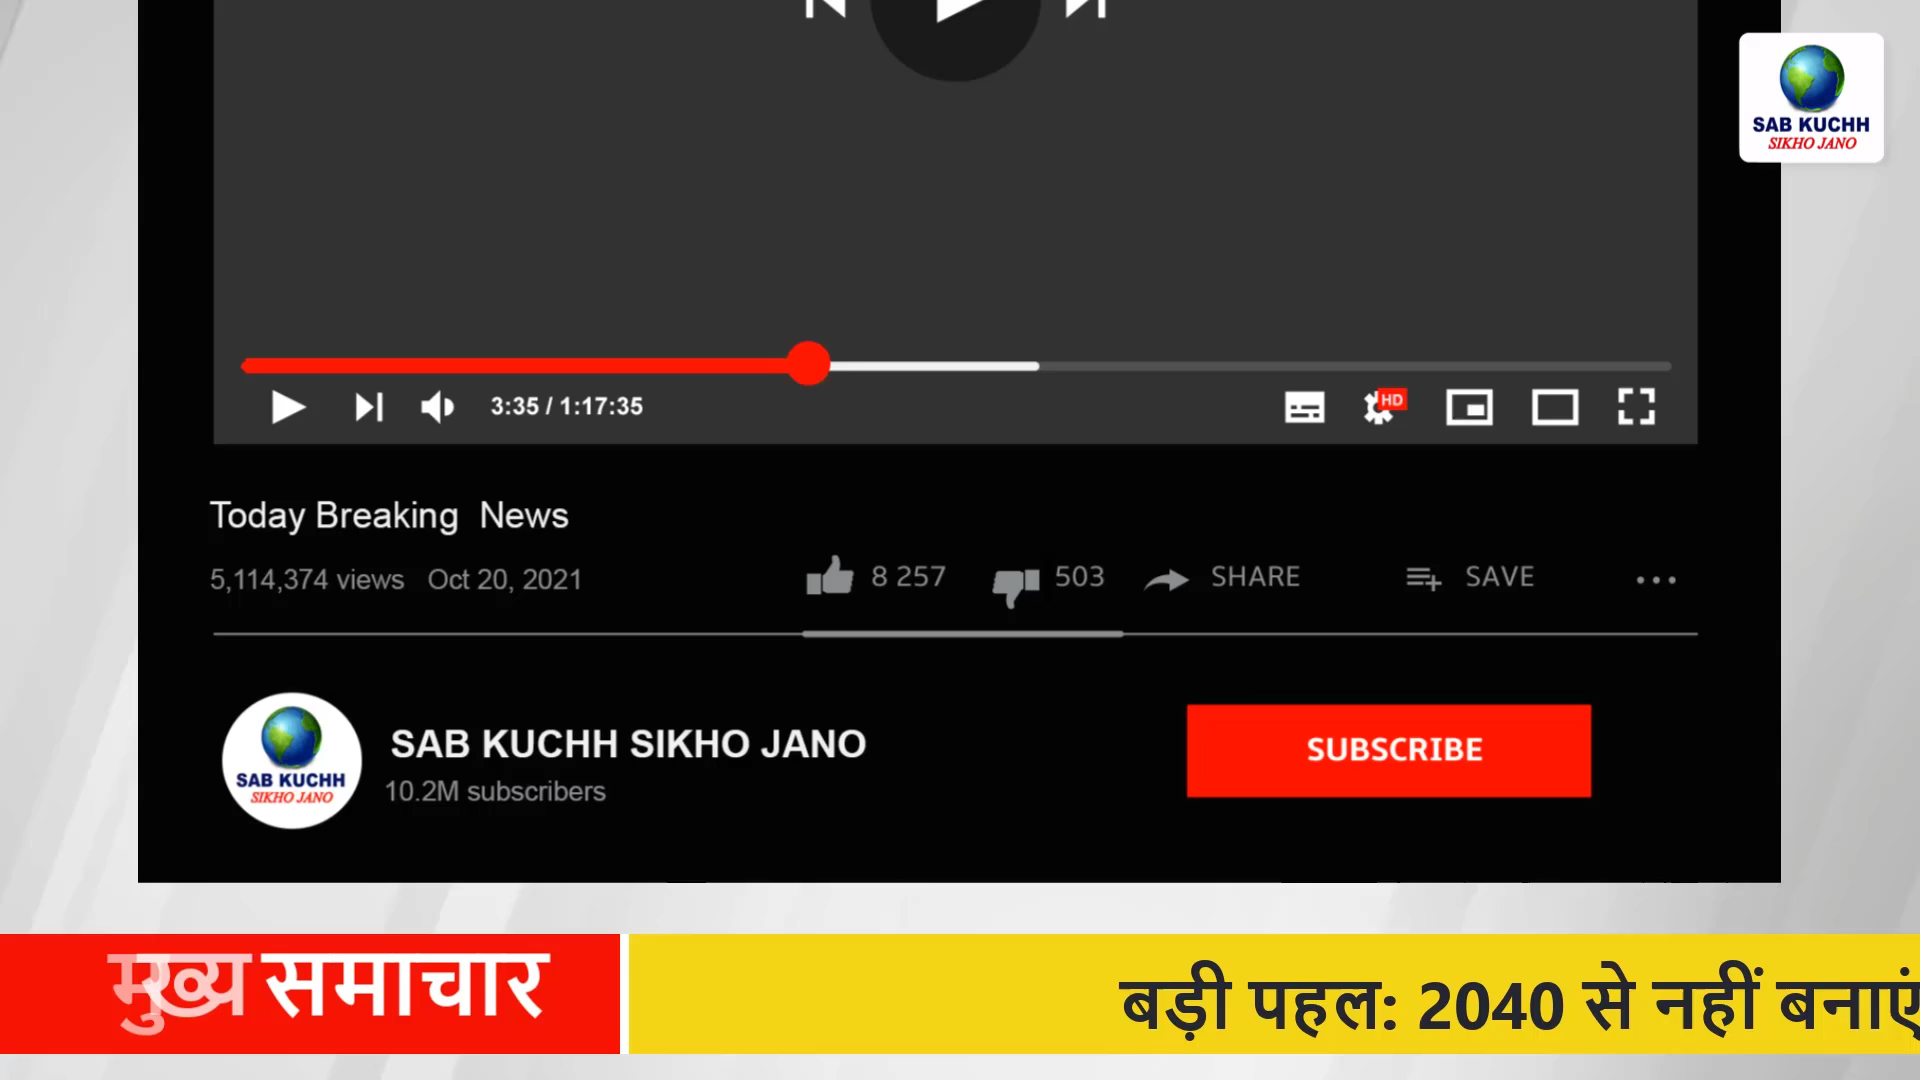 SAB KUCHH
SIKHO JANO
3:35 / 1:17:35
HD
Today Breaking News
5,114,374 views Oct 20, 2021
8 257
503
SHARE
SAVE
SAB KUCHH
SIKHO JANO
SAB KUCHH SIKHO JANO
10.2M subscribers
SUBSCRIBE
मुख्य समाचार
बड़ी पहल: 2040 से नहीं बनाएं